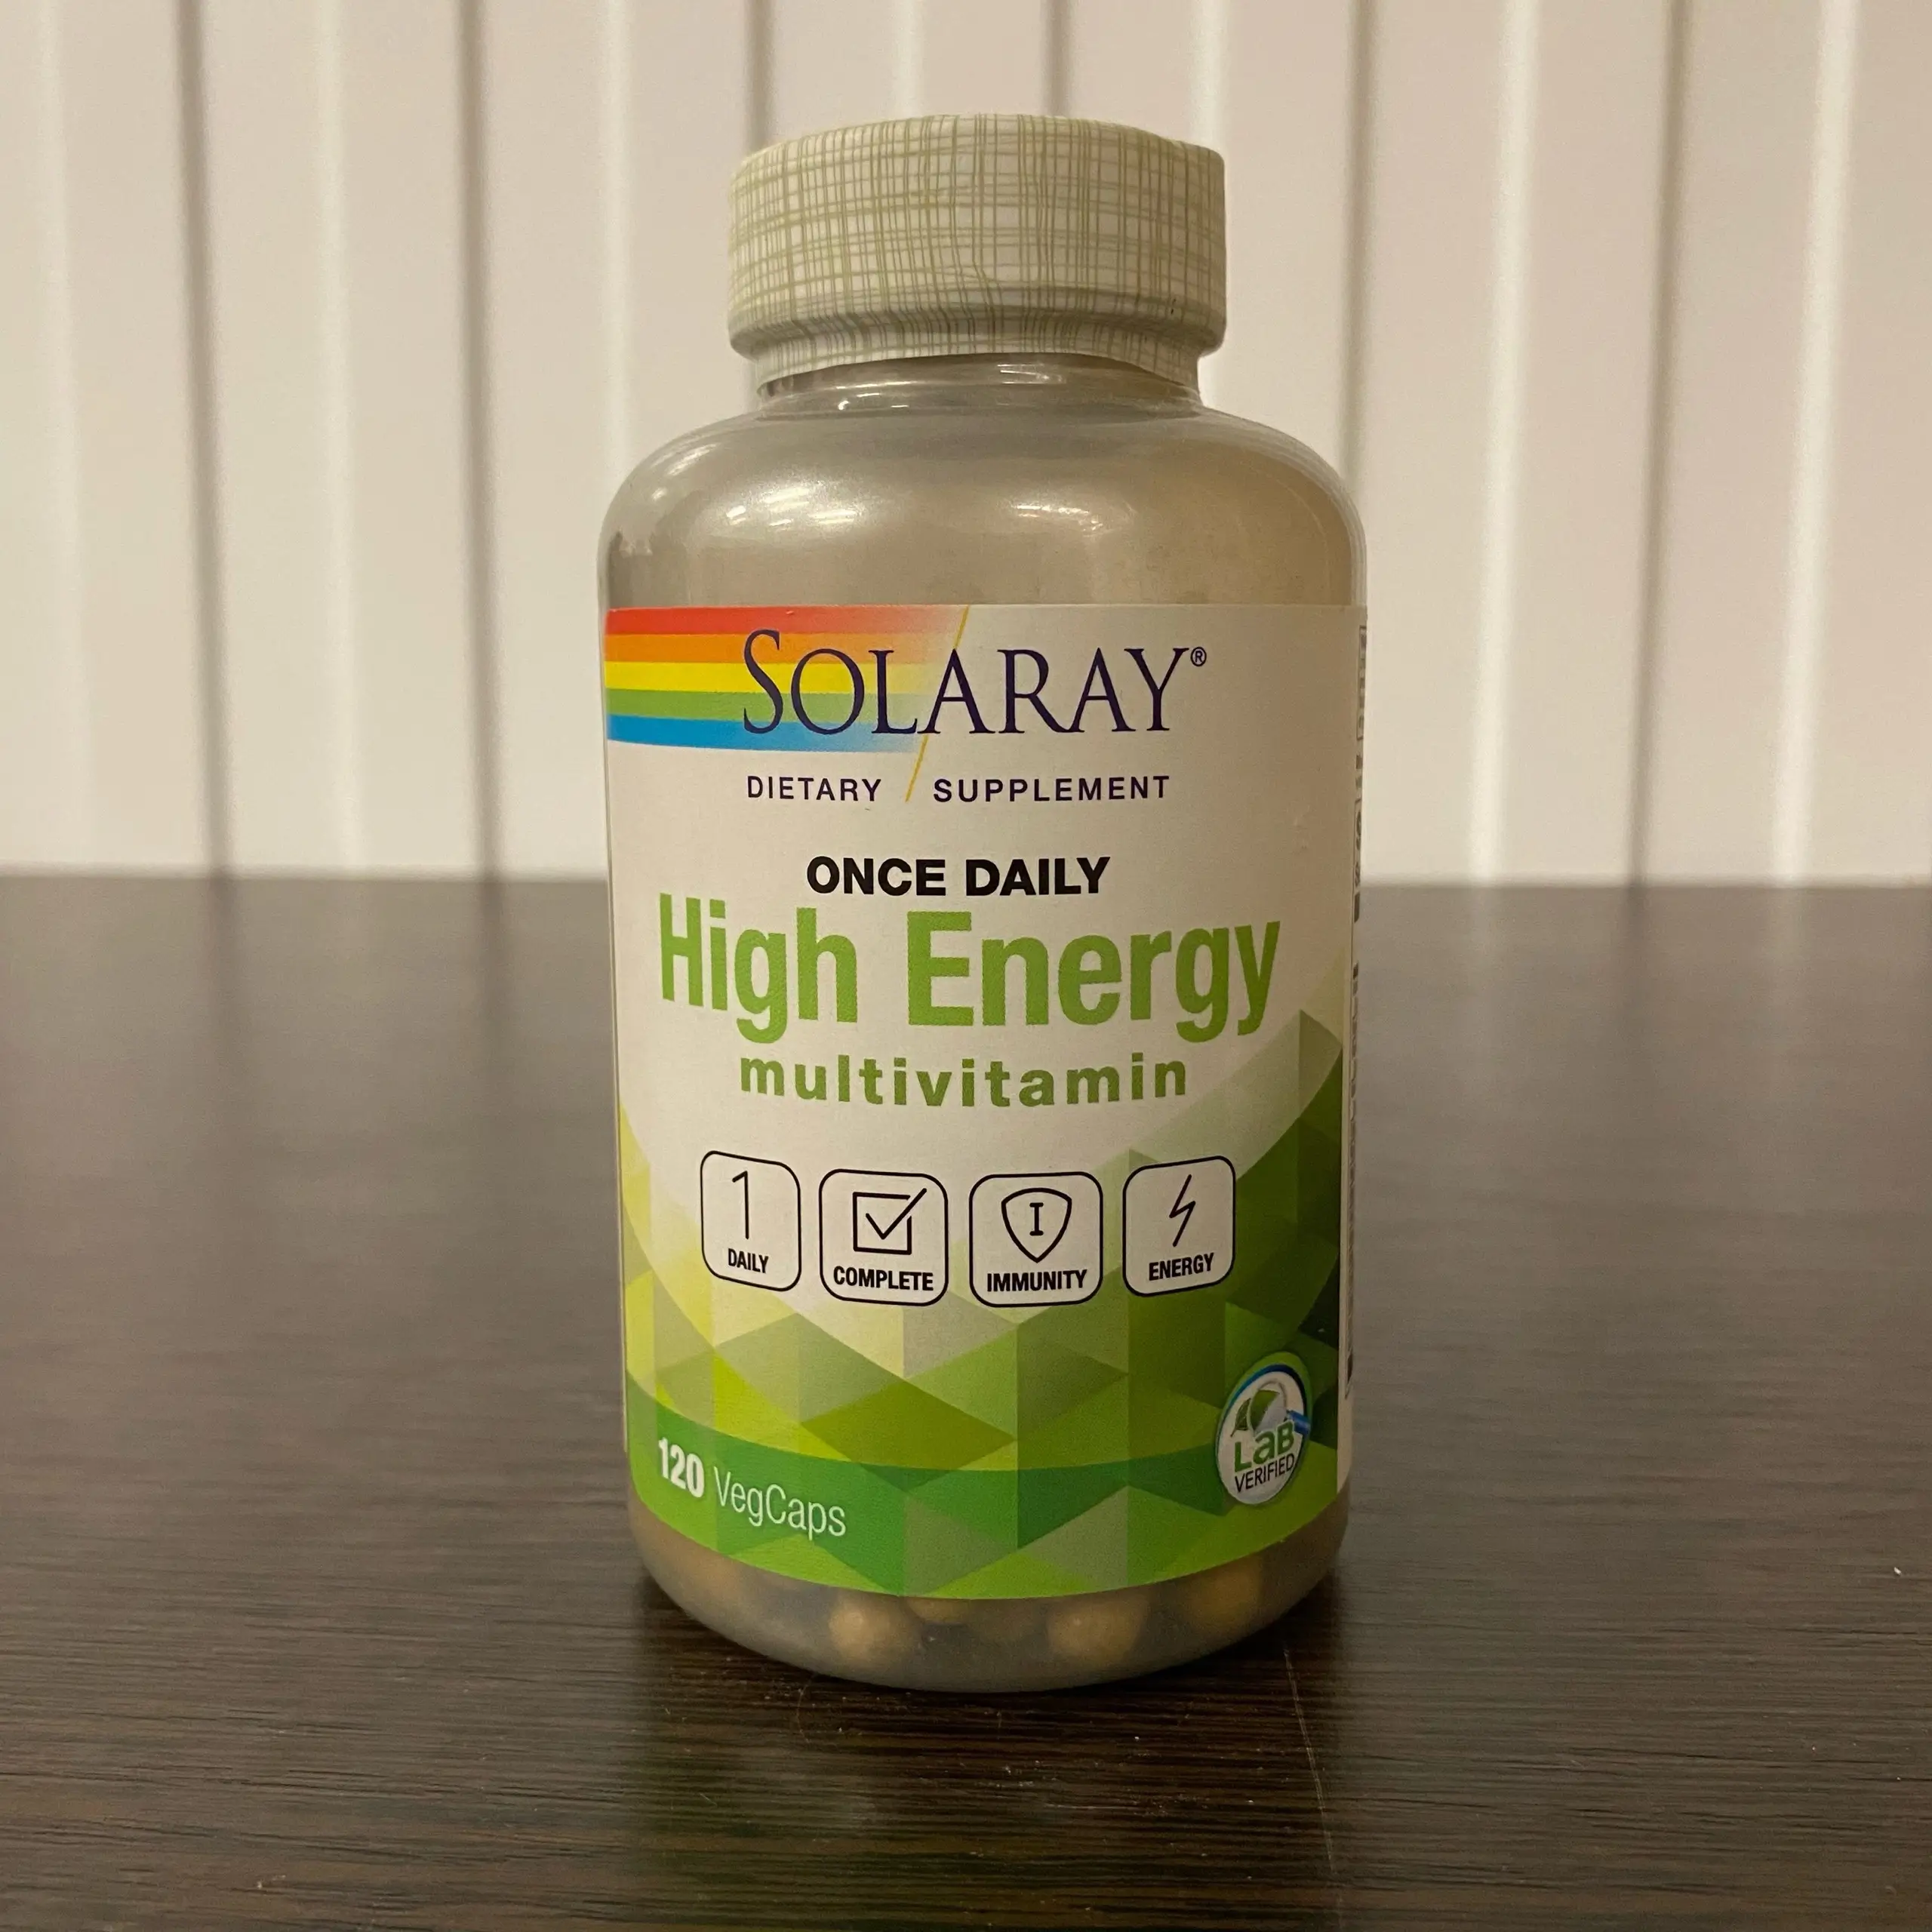 SOLARAY®
DIETARY SUPPLEMENT
ONCE DAILY
High Energy
multivitamin
1
DAILY
COMPLETE
I
IMMUNITY
ENERGY
LaB
VERIFIED
120 VegCaps